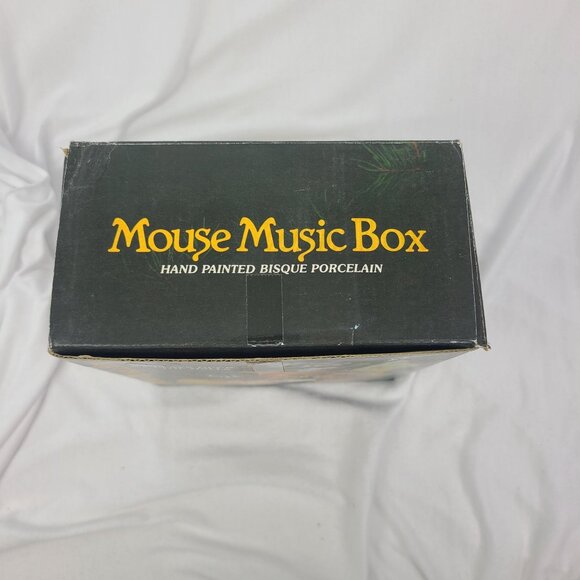 Mouse Music Box
HAND PAINTED BISQUE PORCELAIN